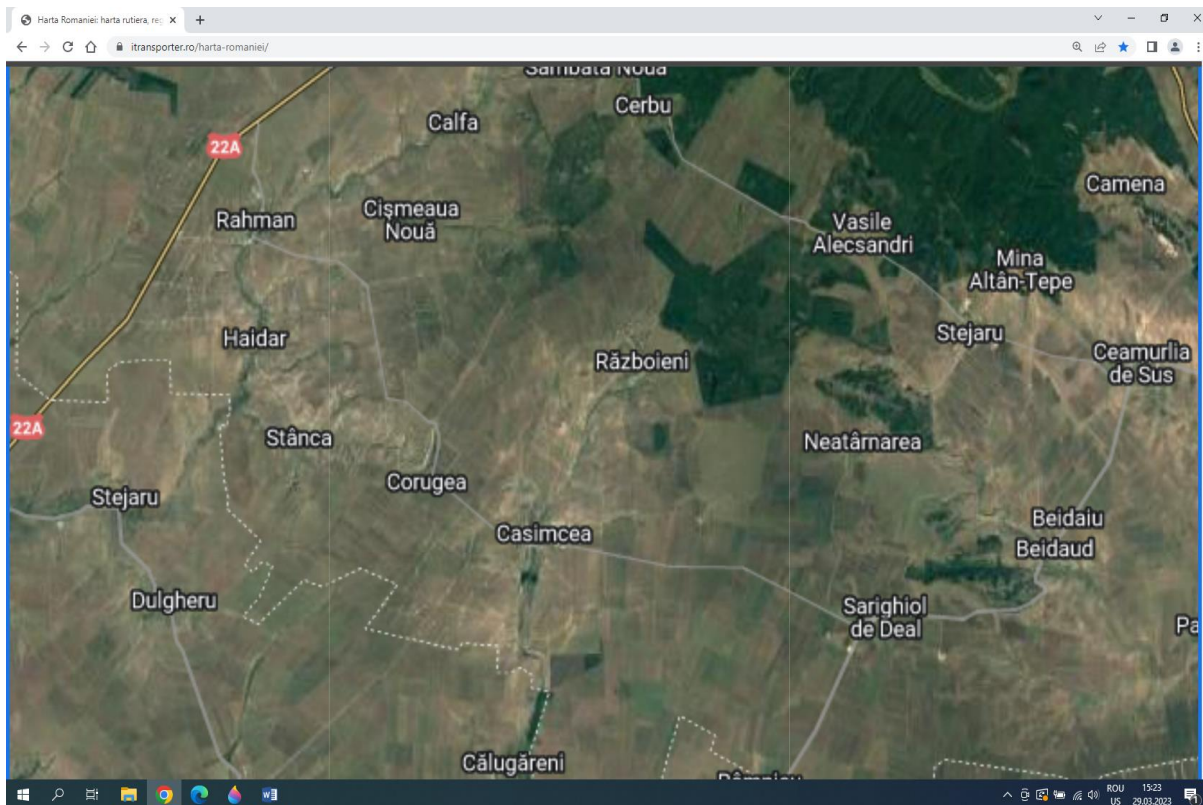 Harta Romaniei: harta rutiera, re
itransporter.ro/harta-romaniei/
Sâmbăta Nouă
Cerbu
Calfa
22A
Camena
Cișmeaua
Nouă
Rahman
Vasile
Alecsandri
Mina
Altân-Tepe
Haidar
Stejaru
Războieni
Ceamurlia
de Sus
22A
Stânca
Neatârnarea
Corugea
Stejaru
Beidaiu
Casimcea
Beidaud
Dulgheru
Sarighiol
de Deal
Pa
Călugăreni
ROU 15:23
US 29.03.2023